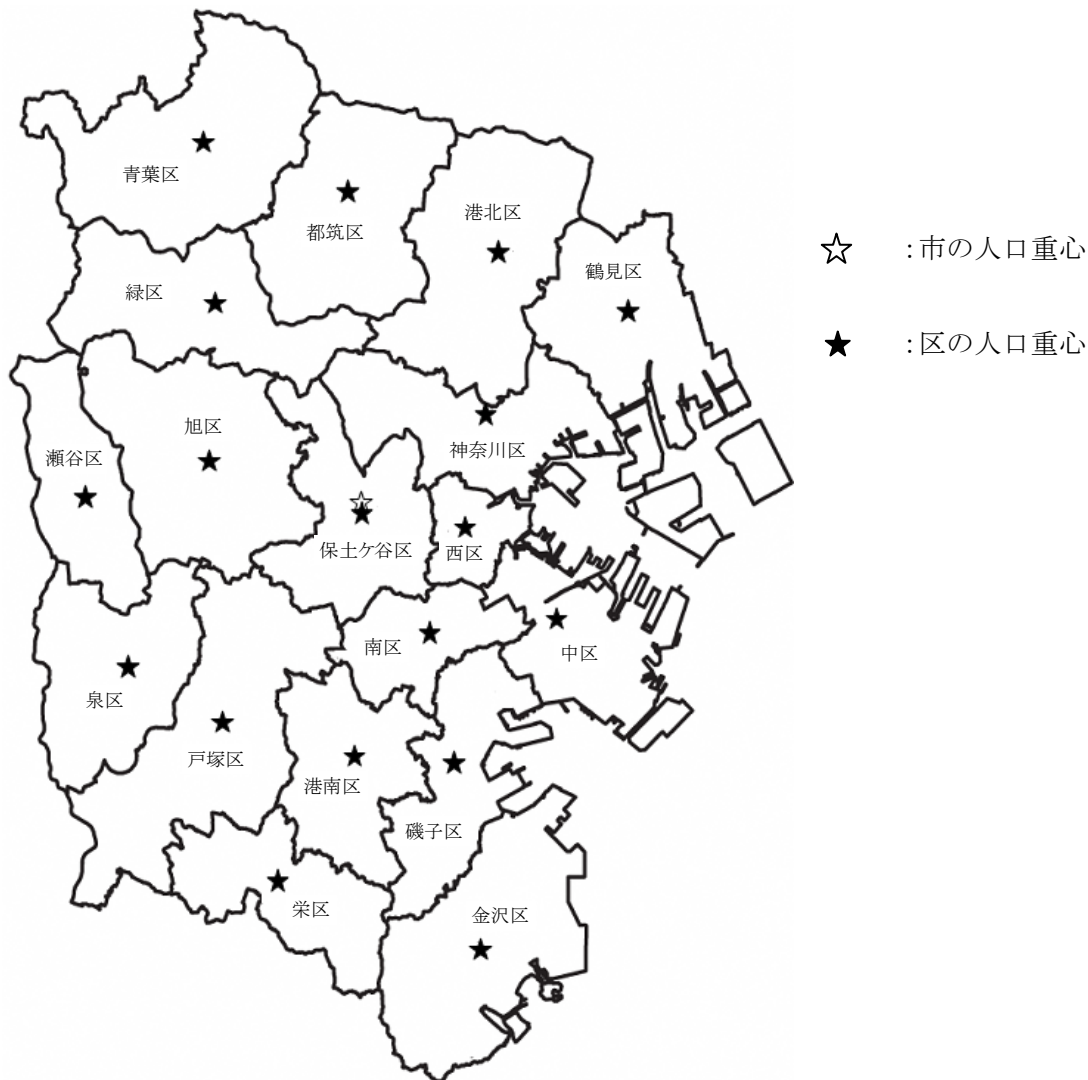 青葉区
都筑区
港北区
鶴見区
緑区
☆ :市の人口重心
★ :区の人口重心
旭区
瀬谷区
神奈川区
保土ケ谷区
西区
南区
中区
泉区
戸塚区
港南区
磯子区
栄区
金沢区